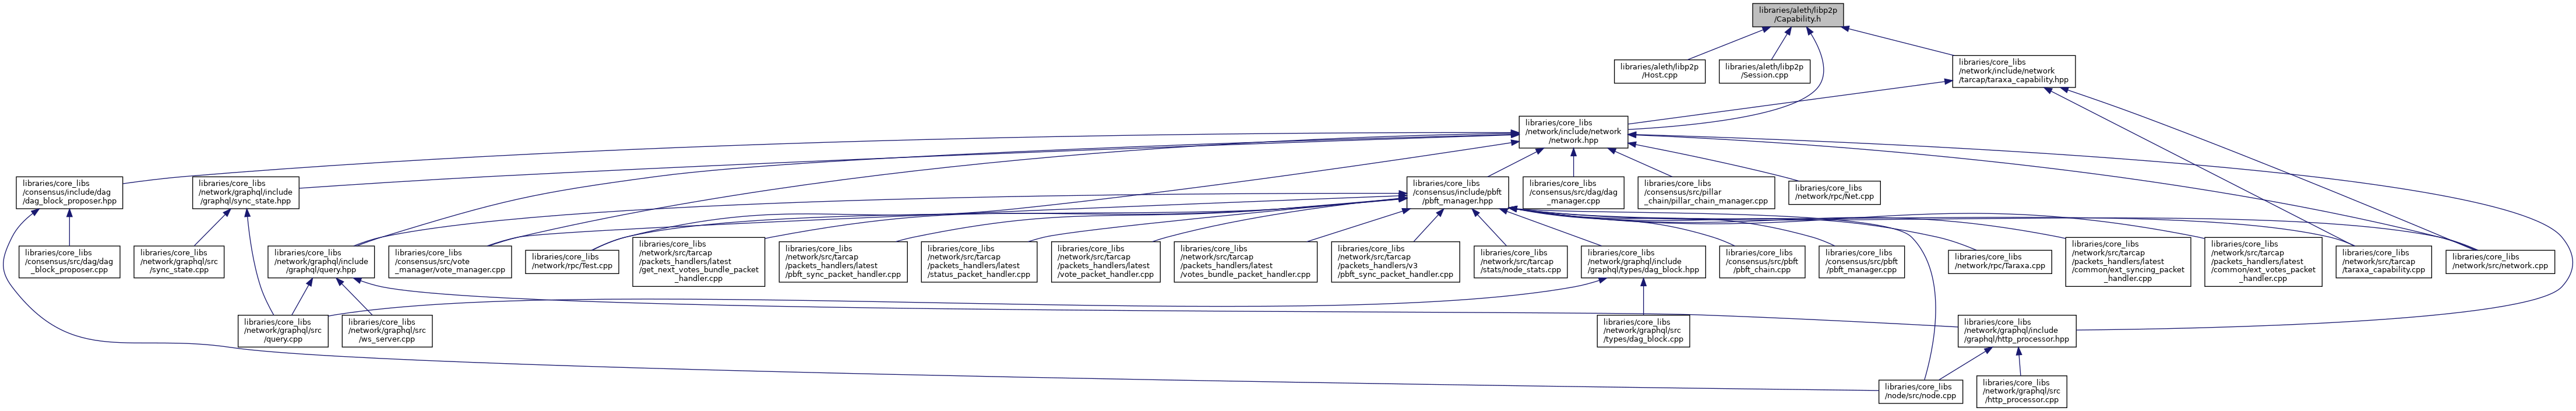 libraries/aleth/libp2p
/Capability.h
libraries/aleth/libp2p
/Host.cpp
libraries/aleth/libp2p
/Session.cpp
libraries/core_libs
/network/include/network
/tarcap/taraxa_capability.hpp
libraries/core_libs
/network/include/network
/network.hpp
libraries/core_libs
/consensus/include/dag
/dag_block_proposer.hpp
libraries/core_libs
/network/graphql/include
/graphql/sync_state.hpp
libraries/core_libs
/consensus/include/pbft
/pbft_manager.hpp
libraries/core_libs
/consensus/src/dag/dag
_manager.cpp
libraries/core_libs
/consensus/src/pillar
_chain/pillar_chain_manager.cpp
libraries/core_libs
/network/rpc/Net.cpp
libraries/core_libs
/consensus/src/dag/dag
_block_proposer.cpp
libraries/core_libs
/network/graphql/src
/sync_state.cpp
libraries/core_libs
/network/graphql/include
/graphql/query.hpp
libraries/core_libs
/consensus/src/vote
_manager/vote_manager.cpp
libraries/core_libs
/network/rpc/Test.cpp
libraries/core_libs
/network/src/tarcap
/packets_handlers/latest
/get_next_votes_bundle_packet
_handler.cpp
libraries/core_libs
/network/src/tarcap
/packets_handlers/latest
/pbft_sync_packet_handler.cpp
libraries/core_libs
/network/src/tarcap
/packets_handlers/latest
/status_packet_handler.cpp
libraries/core_libs
/network/src/tarcap
/packets_handlers/latest
/vote_packet_handler.cpp
libraries/core_libs
/network/src/tarcap
/packets_handlers/latest
/votes_bundle_packet_handler.cpp
libraries/core_libs
/network/src/tarcap
/packets_handlers/v3
/pbft_sync_packet_handler.cpp
libraries/core_libs
/network/src/tarcap
/stats/node_stats.cpp
libraries/core_libs
/network/graphql/include
/graphql/types/dag_block.hpp
libraries/core_libs
/consensus/src/pbft
/pbft_chain.cpp
libraries/core_libs
/consensus/src/pbft
/pbft_manager.cpp
libraries/core_libs
/network/rpc/Taraxa.cpp
libraries/core_libs
/network/src/tarcap
/packets_handlers/latest
/common/ext_syncing_packet
_handler.cpp
libraries/core_libs
/network/src/tarcap
/packets_handlers/latest
/common/ext_votes_packet
_handler.cpp
libraries/core_libs
/network/src/tarcap
/taraxa_capability.cpp
libraries/core_libs
/network/src/network.cpp
libraries/core_libs
/network/graphql/src
/query.cpp
libraries/core_libs
/network/graphql/src
/ws_server.cpp
libraries/core_libs
/network/graphql/src
/types/dag_block.cpp
libraries/core_libs
/network/graphql/include
/graphql/http_processor.hpp
libraries/core_libs
/node/src/node.cpp
libraries/core_libs
/network/graphql/src
/http_processor.cpp